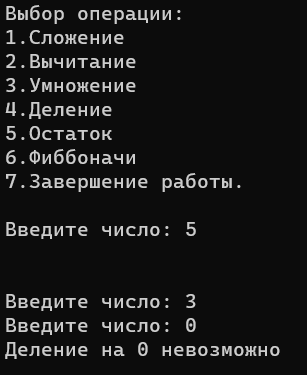 Выбор операции:
1.Сложение
2.Вычитание
3.Умножение
4.Деление
5.Остаток
6.Фиббоначи
7.Завершение работы.
Введите число: 5
Введите число: 3
Введите число: 0
Деление на 0 невозможно